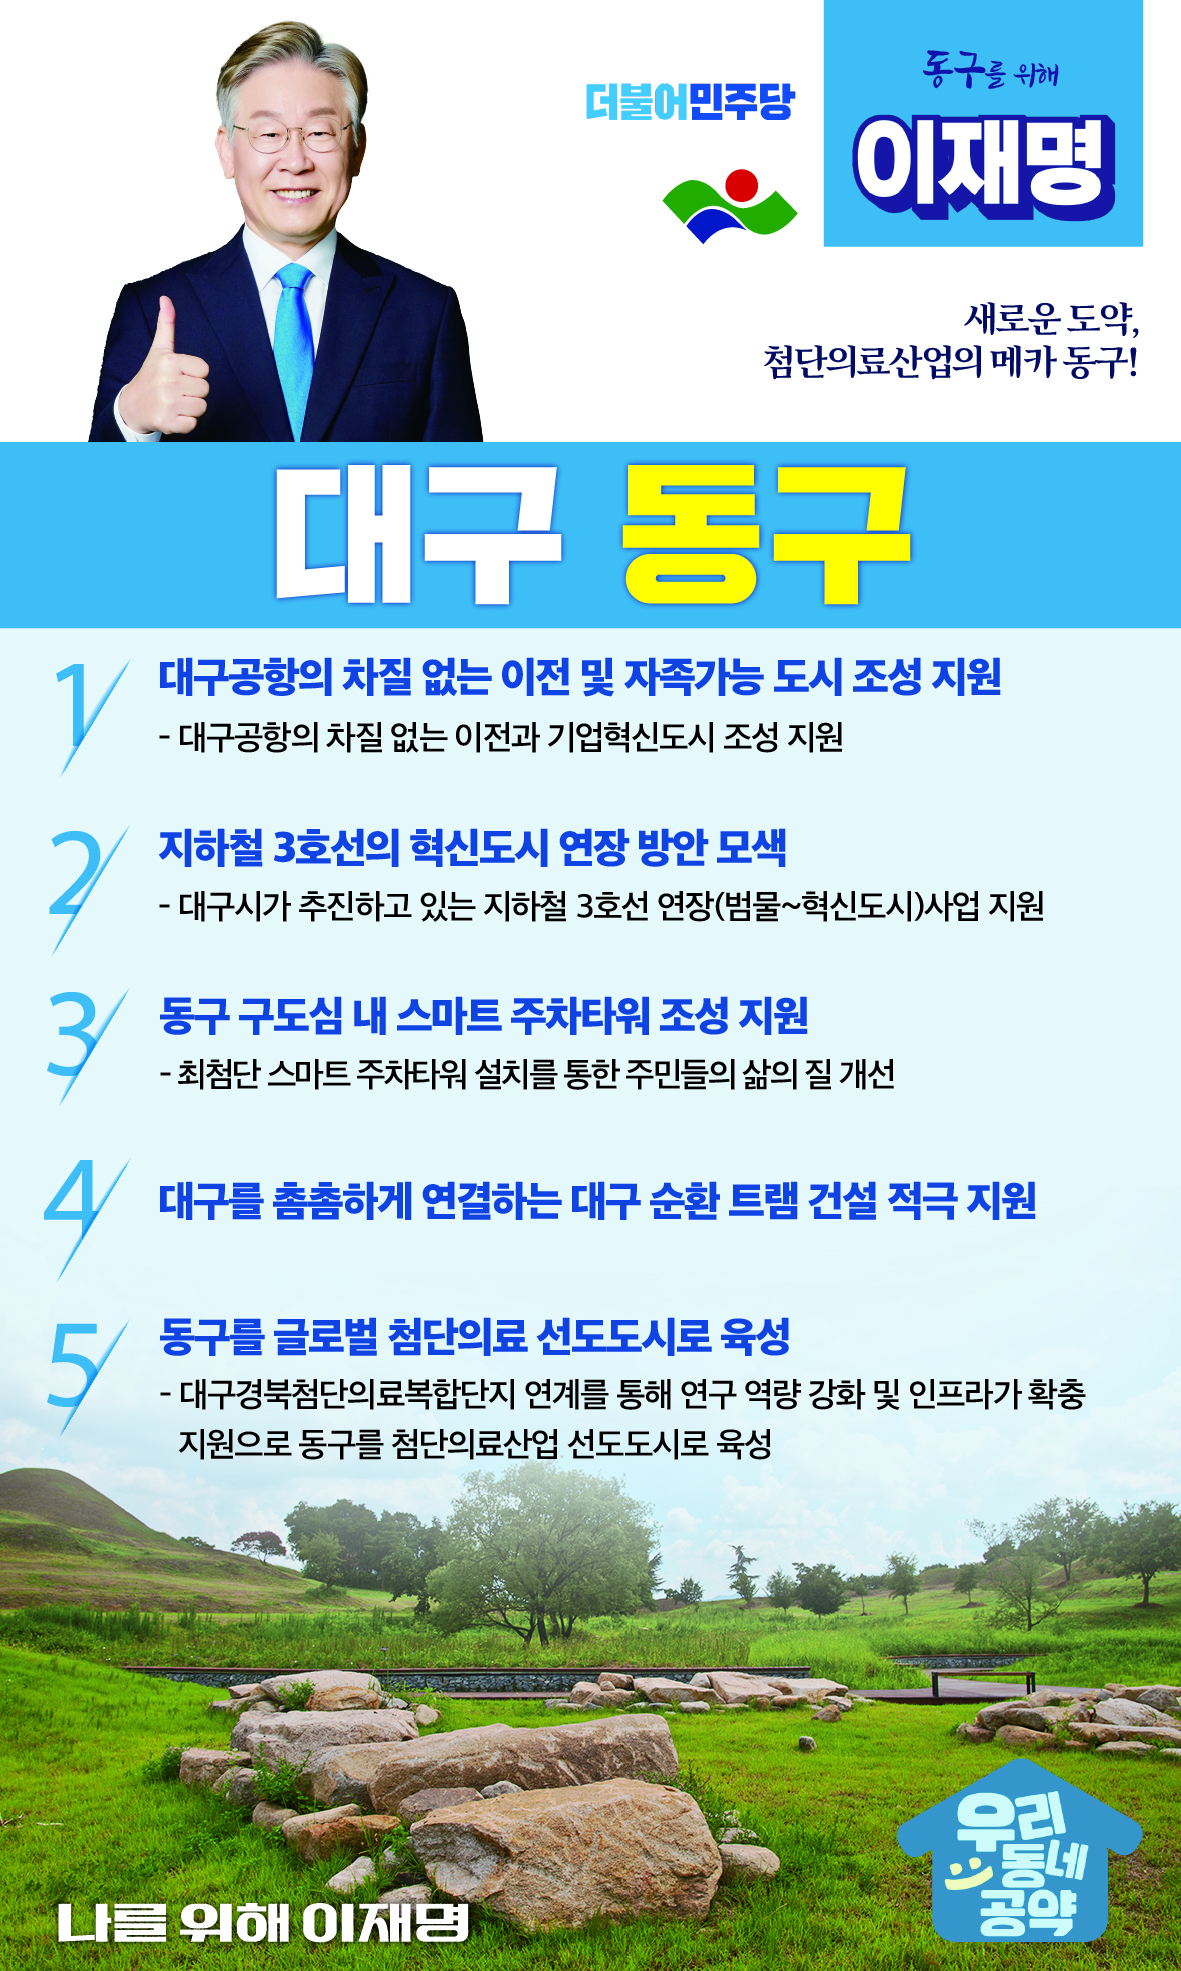 더불어민주당
동구를 위해
이재명
새로운 도약,
첨단의료산업의 메카 동구!
대구 동구
1 대구공항의 차질 없는 이전 및 자족가능 도시 조성 지원
- 대구공항의 차질 없는 이전과 기업혁신도시 조성 지원
2 지하철 3호선의 혁신도시 연장 방안 모색
- 대구시가 추진하고 있는 지하철 3호선 연장(범물~혁신도시)사업 지원
3 동구 구도심 내 스마트 주차타워 조성 지원
- 최첨단 스마트 주차타워 설치를 통한 주민들의 삶의 질 개선
4 대구를 촘촘하게 연결하는 대구 순환 트램 건설 적극 지원
5 동구를 글로벌 첨단의료 선도도시로 육성
- 대구경북첨단의료복합단지 연계를 통해 연구 역량 강화 및 인프라가 확충
지원으로 동구를 첨단의료산업 선도도시로 육성
나를 위해 이재명
우리
동네
공약